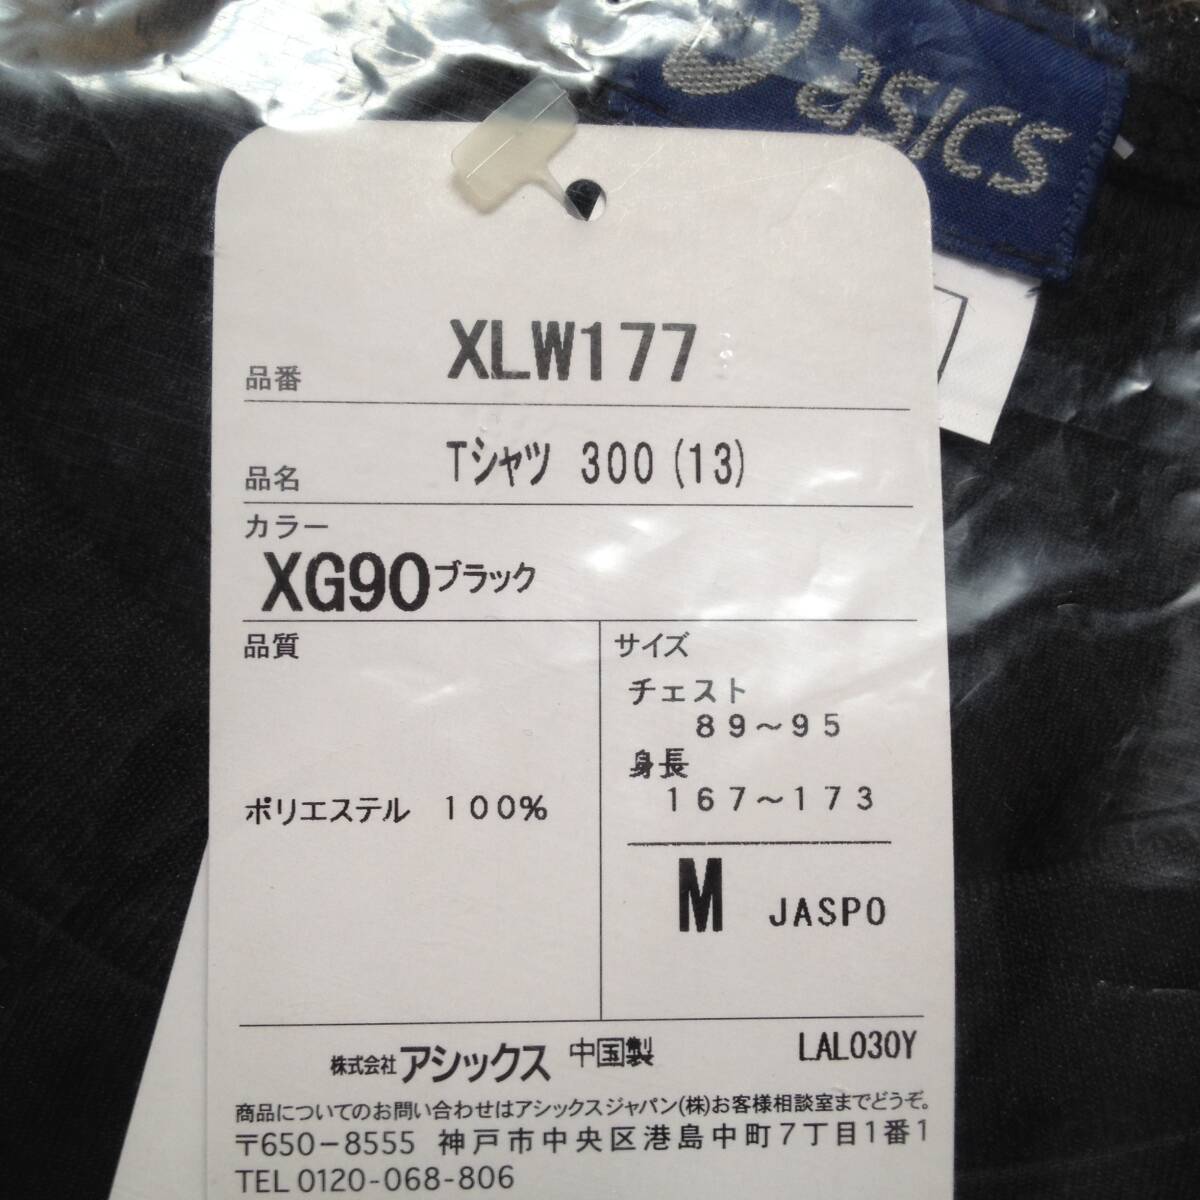 asics
品番 XLW177
品名 Tシャツ 300(13)
カラー
XG90ブラック
品質
ポリエステル 100%
サイズ
チェスト
89～95
身長
167～173
M JASPO
株式会社アシックス 中国製 LAL030Y
商品についてのお問い合わせはアシックスジャパン(株)お客様相談室までどうぞ。
〒650-8555 神戸市中央区港島中町7丁目1番1
TEL 0120-068-806